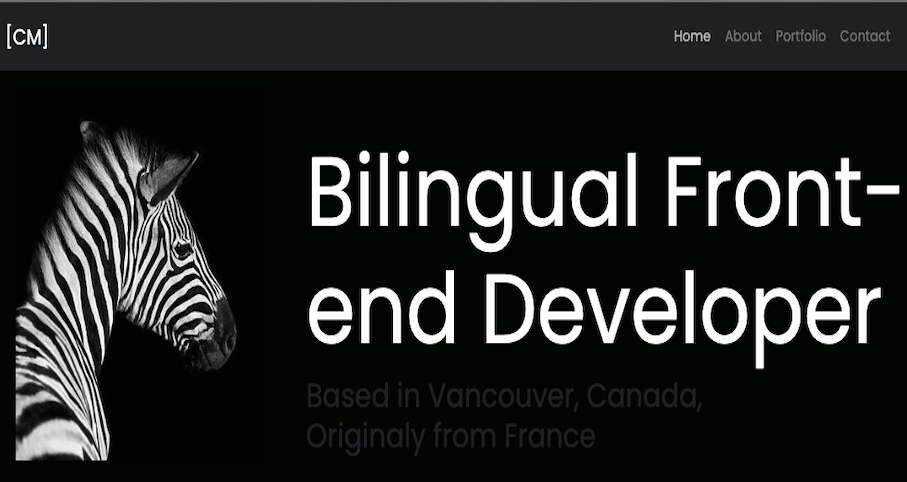 [CM]
Home About Portfolio Contact
Bilingual Front-
end Developer
Based in Vancouver, Canada,
Originaly from France